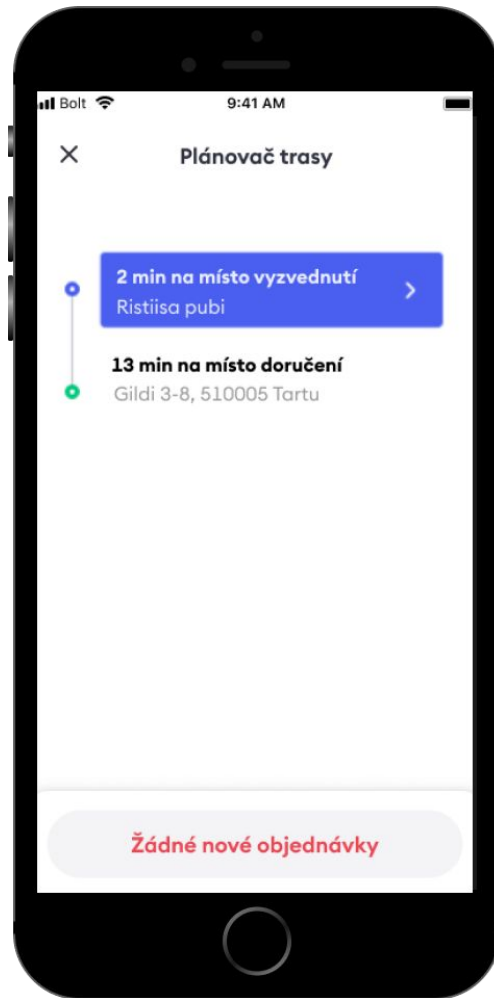 Bolt
9:41 AM
Plánovač trasy
2 min na místo vyzvednutí
Ristiisa pubi
13 min na místo doručení
Gildi 3-8, 510005 Tartu
Žádné nové objednávky